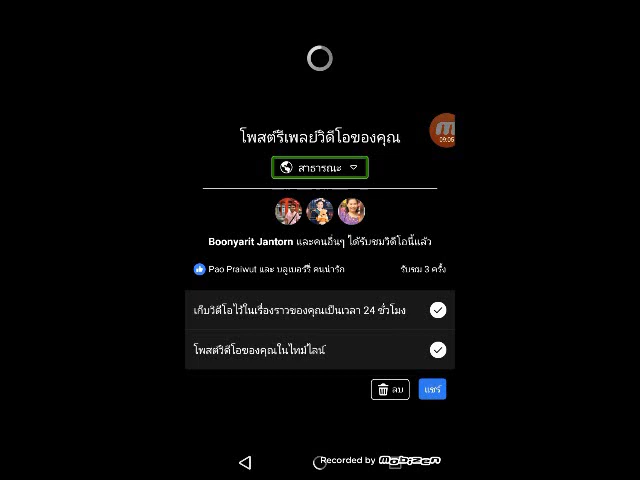 โพสต์รีเพลย์วิดีโอของคุณ
09:05
สาธารณะ
Boonyarit Jantorn และคนอื่นๆ ได้รับชมวิดีโอนี้แล้ว
Pao Praiwut และ บลูเบอร์รี่ คนน่ารัก
รับชม 3 ครั้ง
เก็บวิดีโอไว้ในเรื่องราวของคุณเป็นเวลา 24 ชั่วโมง
โพสต์วิดีโอของคุณในไทม์ไลน์
ลบ
แชร์
Recorded by mobizen